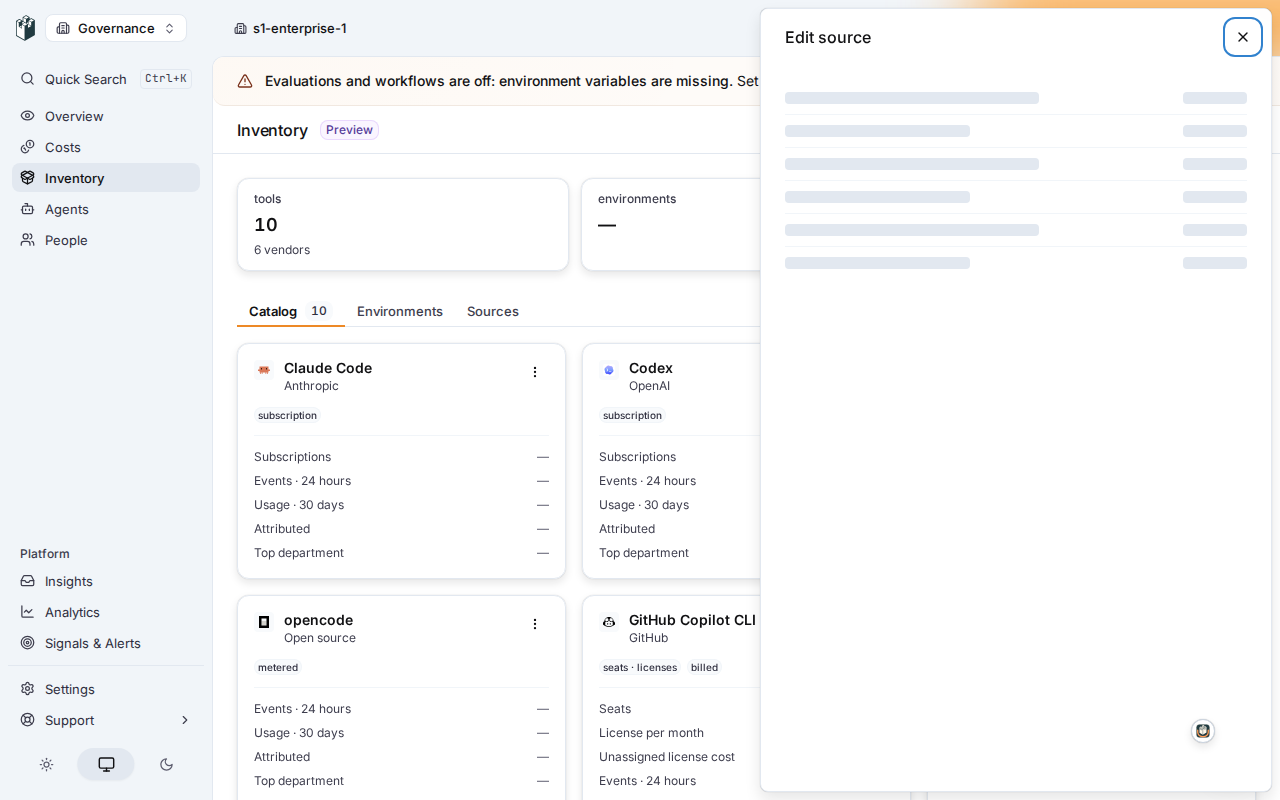 Governance
s1-enterprise-1
Edit source
Quick Search Ctrl+K
Evaluations and workflows are off: environment variables are missing. Set
Overview
Costs
Inventory
Agents
People
Inventory Preview
tools
10
6 vendors
environments
—
Catalog 10 Environments Sources
Claude Code
Anthropic
subscription
Subscriptions —
Events · 24 hours —
Usage · 30 days —
Attributed —
Top department —
Codex
OpenAI
subscription
Subscriptions
Events · 24 hours
Usage · 30 days
Attributed
Top department
opencode
Open source
metered
Events · 24 hours —
Usage · 30 days —
Attributed —
Top department —
GitHub Copilot CLI
GitHub
seats · licenses billed
Seats
License per month
Unassigned license cost
Events · 24 hours
Platform
Insights
Analytics
Signals & Alerts
Settings
Support